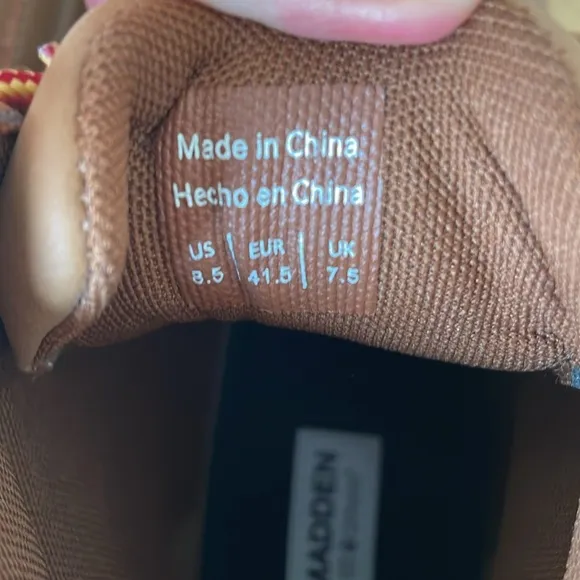 Made in China
Hecho en China
US | EUR | UK
8.5 | 41.5 | 7.5
MADDEN